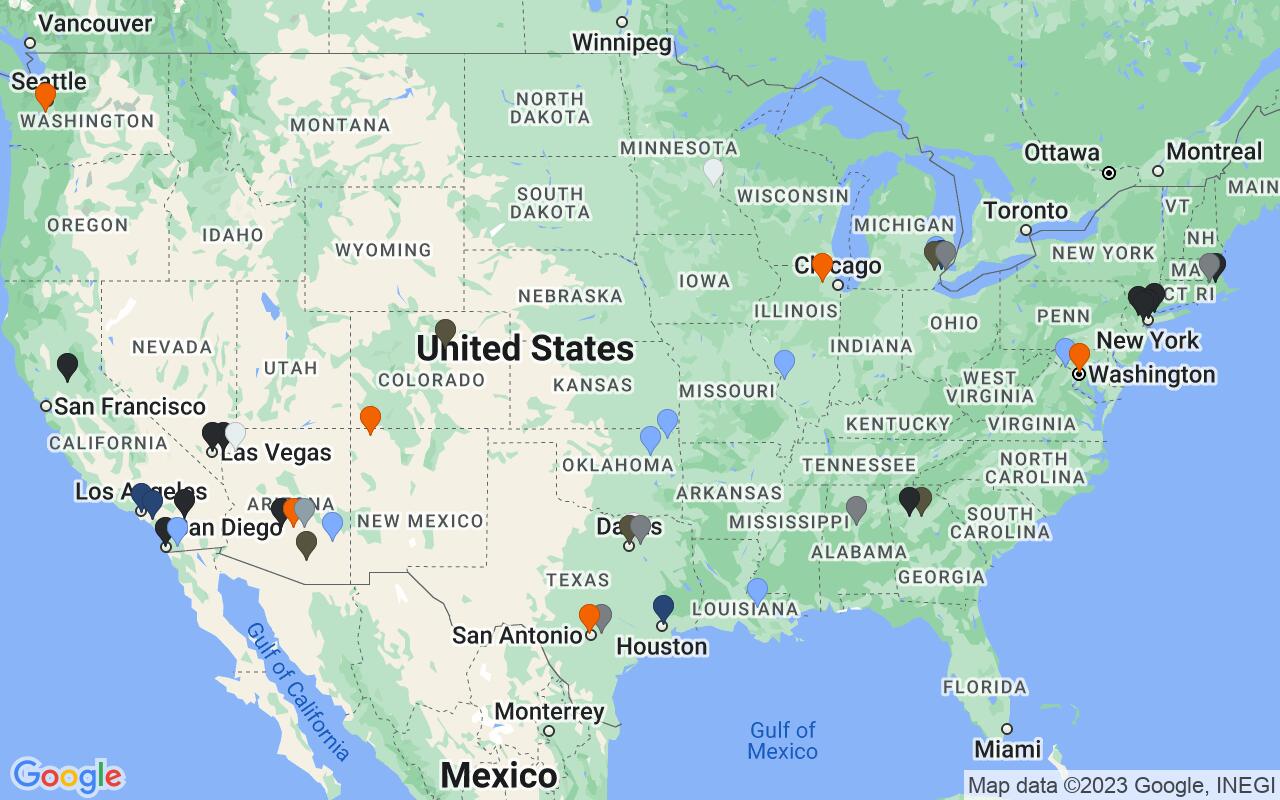 Vancouver
Winnipeg
Seattle
WASHINGTON
MONTANA
NORTH
DAKOTA
MINNESOTA
Ottawa
Montreal
MAIN
OREGON
IDAHO
WYOMING
SOUTH
DAKOTA
WISCONSIN
MICHIGAN
Toronto
VT
NH
NEW YORK
MA
CT RI
NEVADA
UTAH
COLORADO
United States
NEBRASKA
IOWA
Chicago
ILLINOIS
INDIANA
OHIO
PENN
New York
Washington
San Francisco
CALIFORNIA
Las Vegas
KANSAS
MISSOURI
WEST
VIRGINIA
KENTUCKY
VIRGINIA
Los Angeles
San Diego
NEW MEXICO
OKLAHOMA
ARKANSAS
TENNESSEE
NORTH
CAROLINA
SOUTH
CAROLINA
MISSISSIPPI
ALABAMA
GEORGIA
TEXAS
LOUISIANA
San Antonio
Houston
FLORIDA
Miami
Gulf of California
Monterrey
Mexico
Gulf of
Mexico
Google
Map data ©2023 Google, INEGI